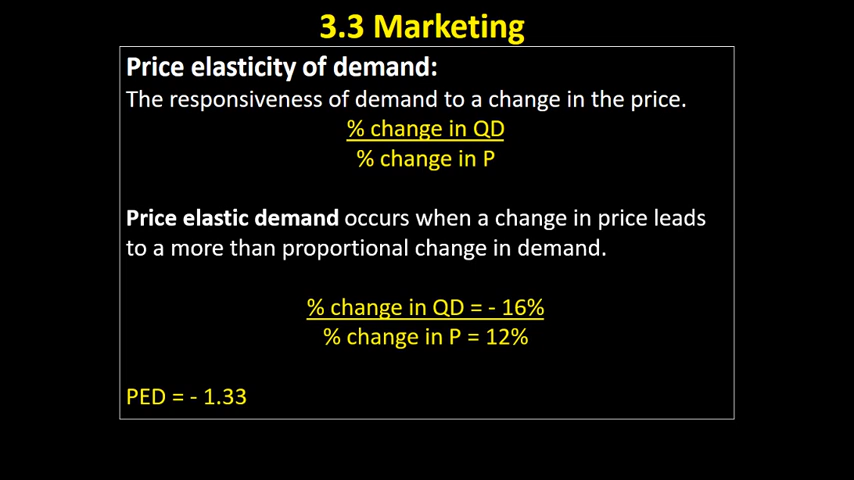 3.3 Marketing
Price elasticity of demand:
The responsiveness of demand to a change in the price.
% change in QD
% change in P
Price elastic demand occurs when a change in price leads
to a more than proportional change in demand.
% change in QD = - 16%
% change in P = 12%
PED = - 1.33